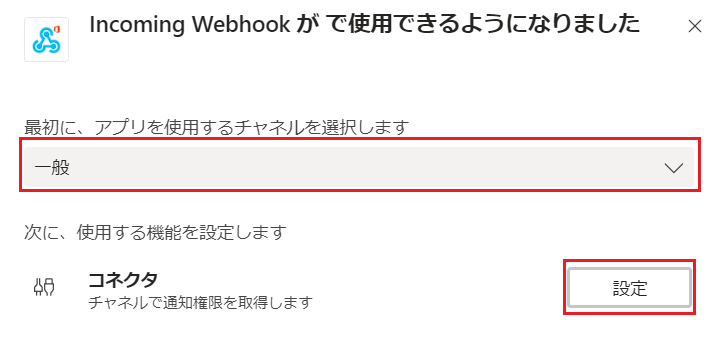 Incoming Webhook が で使用できるようになりました
最初に、アプリを使用するチャネルを選択します
一般
次に、使用する機能を設定します
コネクタ
チャネルで通知権限を取得します
設定